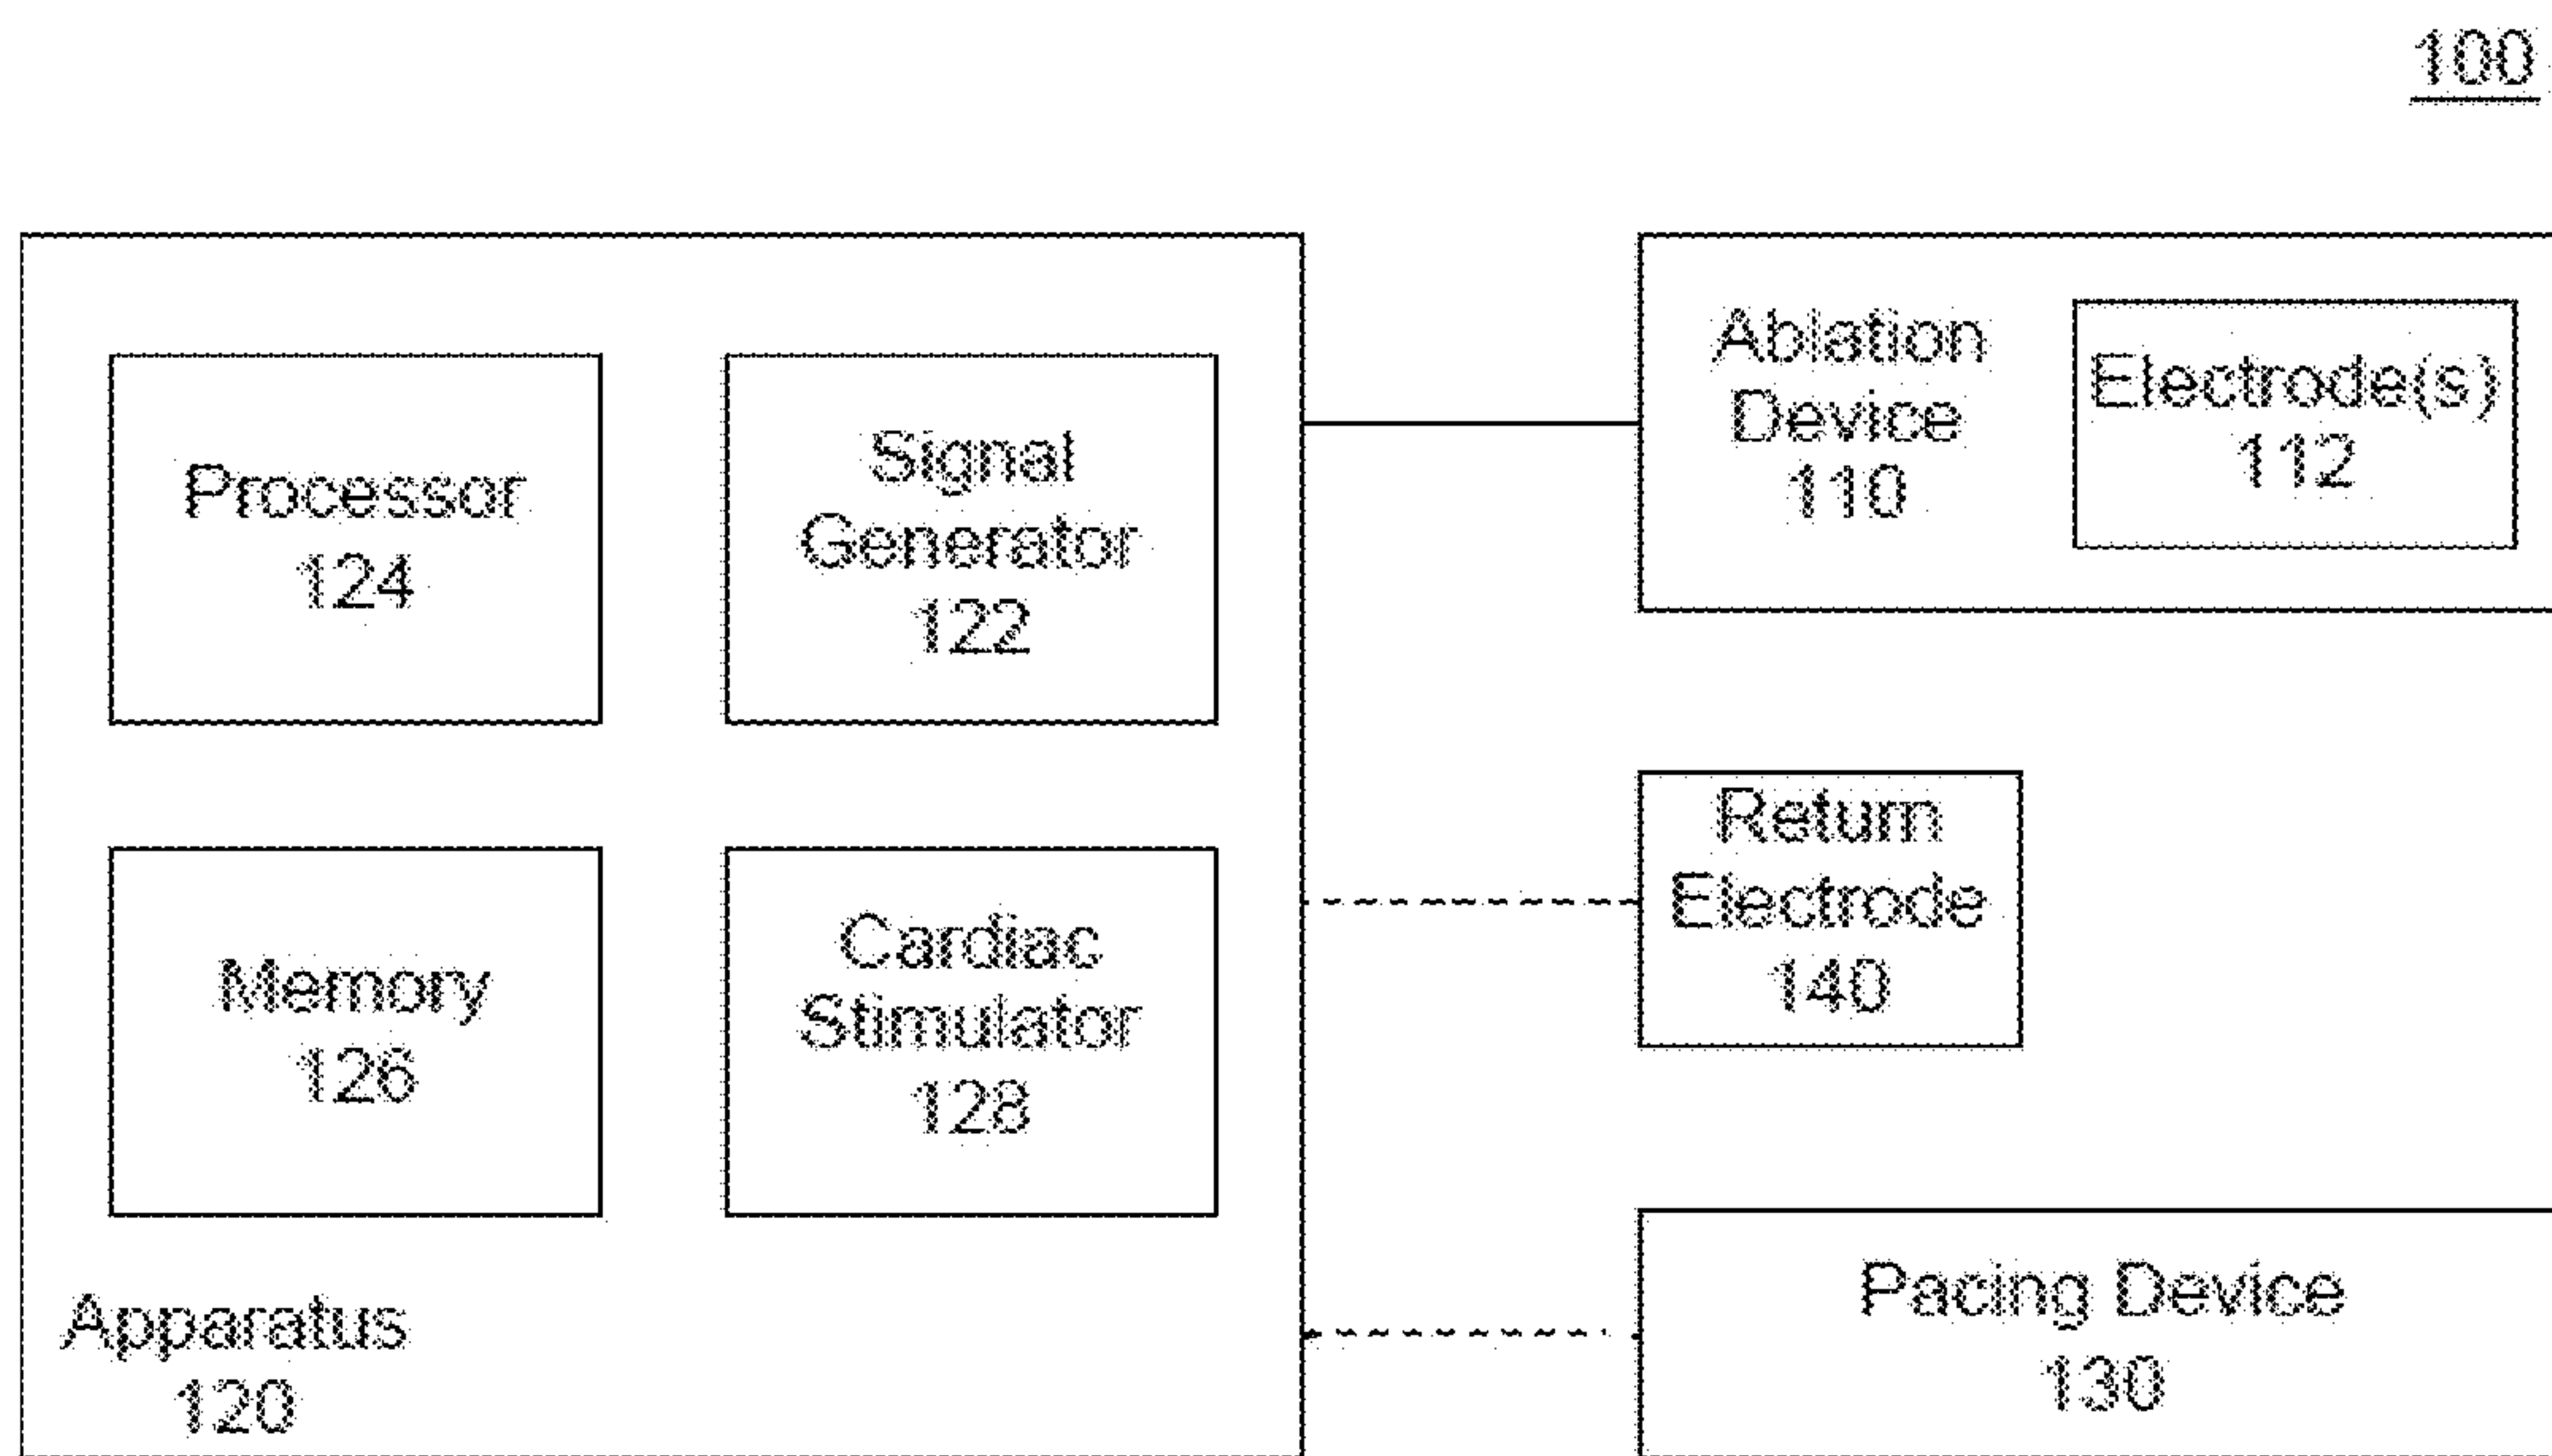 100
Processor
124
Signal
Generator
122
Memory
126
Cardiac
Stimulator
128
Apparatus
120
Ablation
Device
110
Electrode(s)
112
Return
Electrode
140
Pacing Device
130